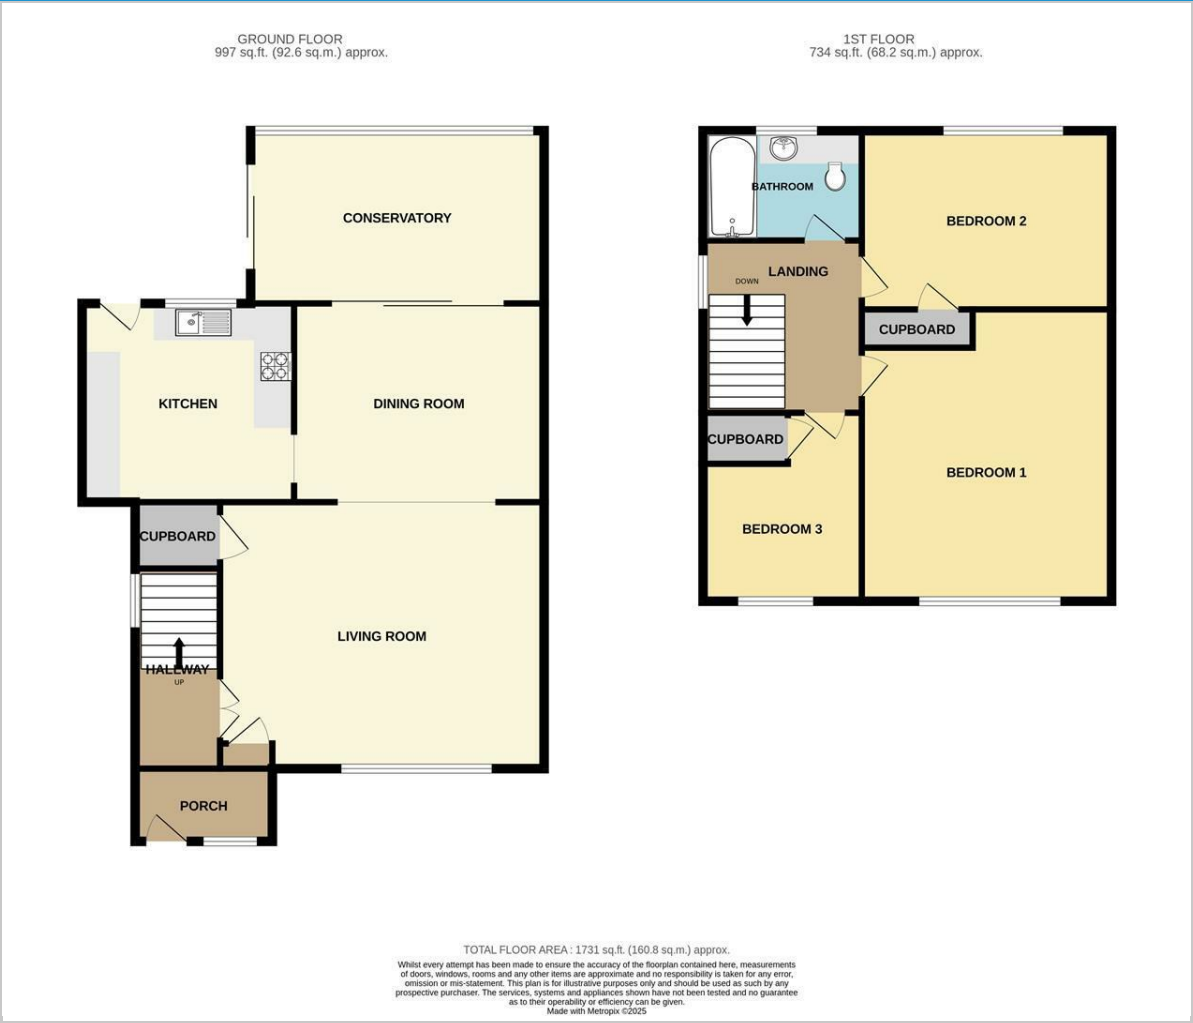 GROUND FLOOR
997 sq.ft. (92.6 sq.m.) approx.
1ST FLOOR
734 sq.ft. (68.2 sq.m.) approx.
CONSERVATORY
KITCHEN
DINING ROOM
CUPBOARD
LIVING ROOM
HALLWAY
UP
PORCH
BATHROOM
BEDROOM 2
LANDING
DOWN
CUPBOARD
CUPBOARD
BEDROOM 1
BEDROOM 3
TOTAL FLOOR AREA : 1731 sq.ft. (160.8 sq.m.) approx.
Whilst every attempt has been made to ensure the accuracy of the floorplan contained here, measurements
of doors, windows, rooms and any other items are approximate and no responsibility is taken for any error,
omission or mis-statement. This plan is for illustrative purposes only and should be used as such by any
prospective purchaser. The services, systems and appliances shown have not been tested and no guarantee
as to their operability or efficiency can be given.
Made with Metropix ©2025